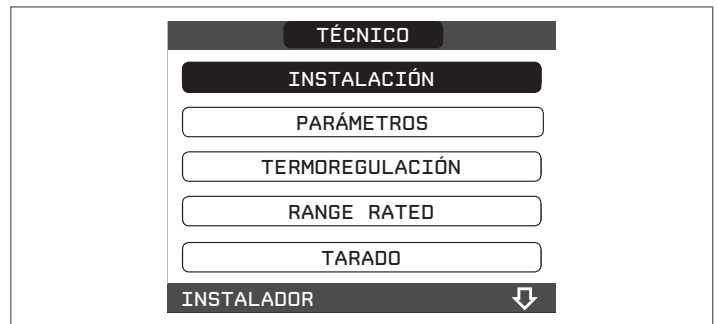 TÉCNICO
INSTALACIÓN
PARÁMETROS
TERMOREGULACIÓN
RANGE RATED
TARADO
INSTALADOR